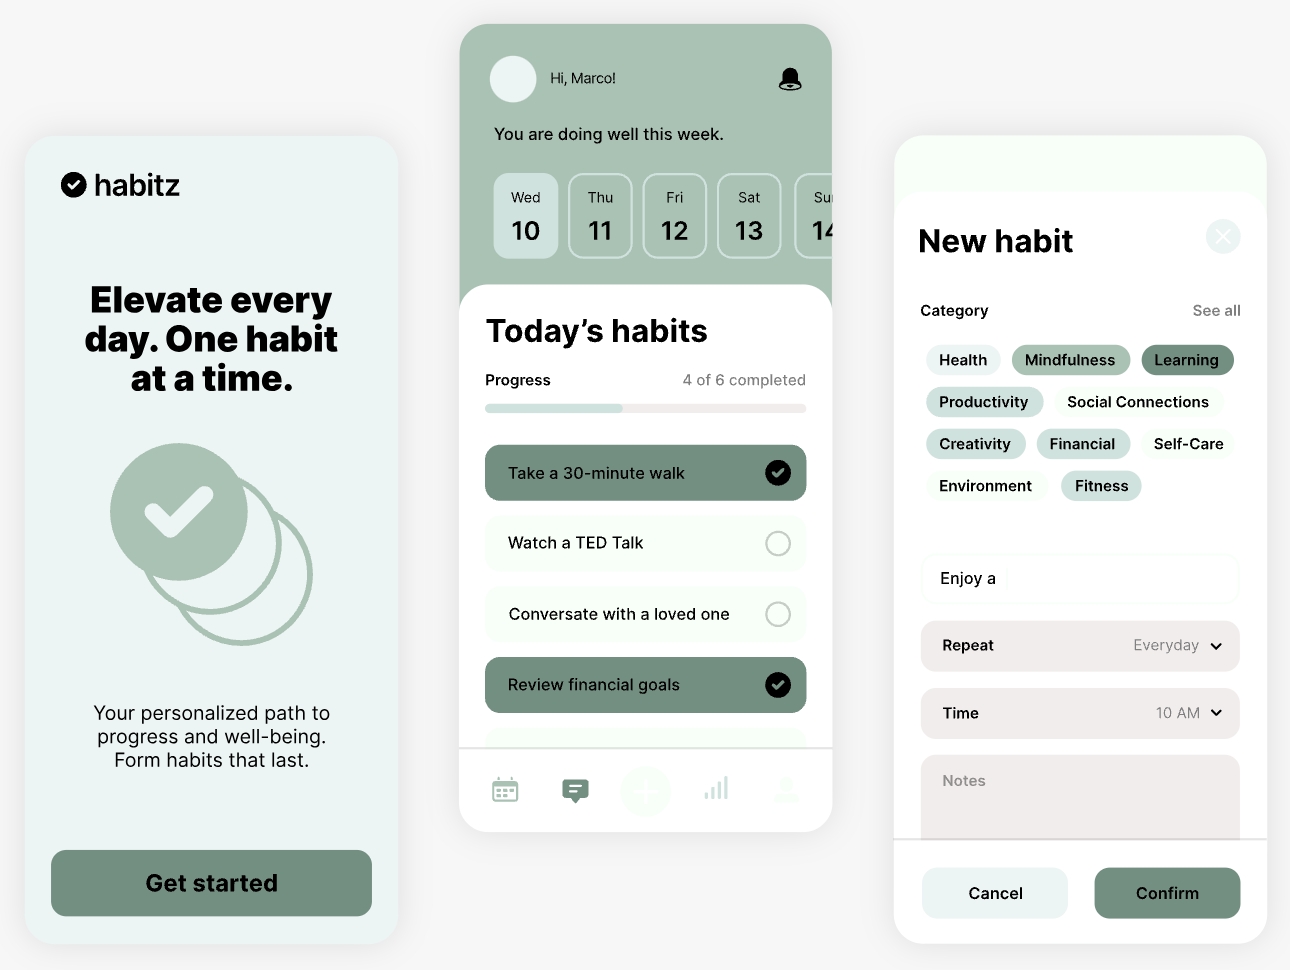 habitz
Elevate every
day. One habit
at a time.
Your personalized path to
progress and well-being.
Form habits that last.
Get started
Hi, Marco!
You are doing well this week.
Wed Thu Fri Sat Su
10 11 12 13 14
Today’s habits
Progress 4 of 6 completed
Take a 30-minute walk
Watch a TED Talk
Conversate with a loved one
Review financial goals
New habit
Category See all
Health Mindfulness Learning
Productivity Social Connections
Creativity Financial Self-Care
Environment Fitness
Enjoy a
Repeat Everyday
Time 10 AM
Notes
Cancel Confirm